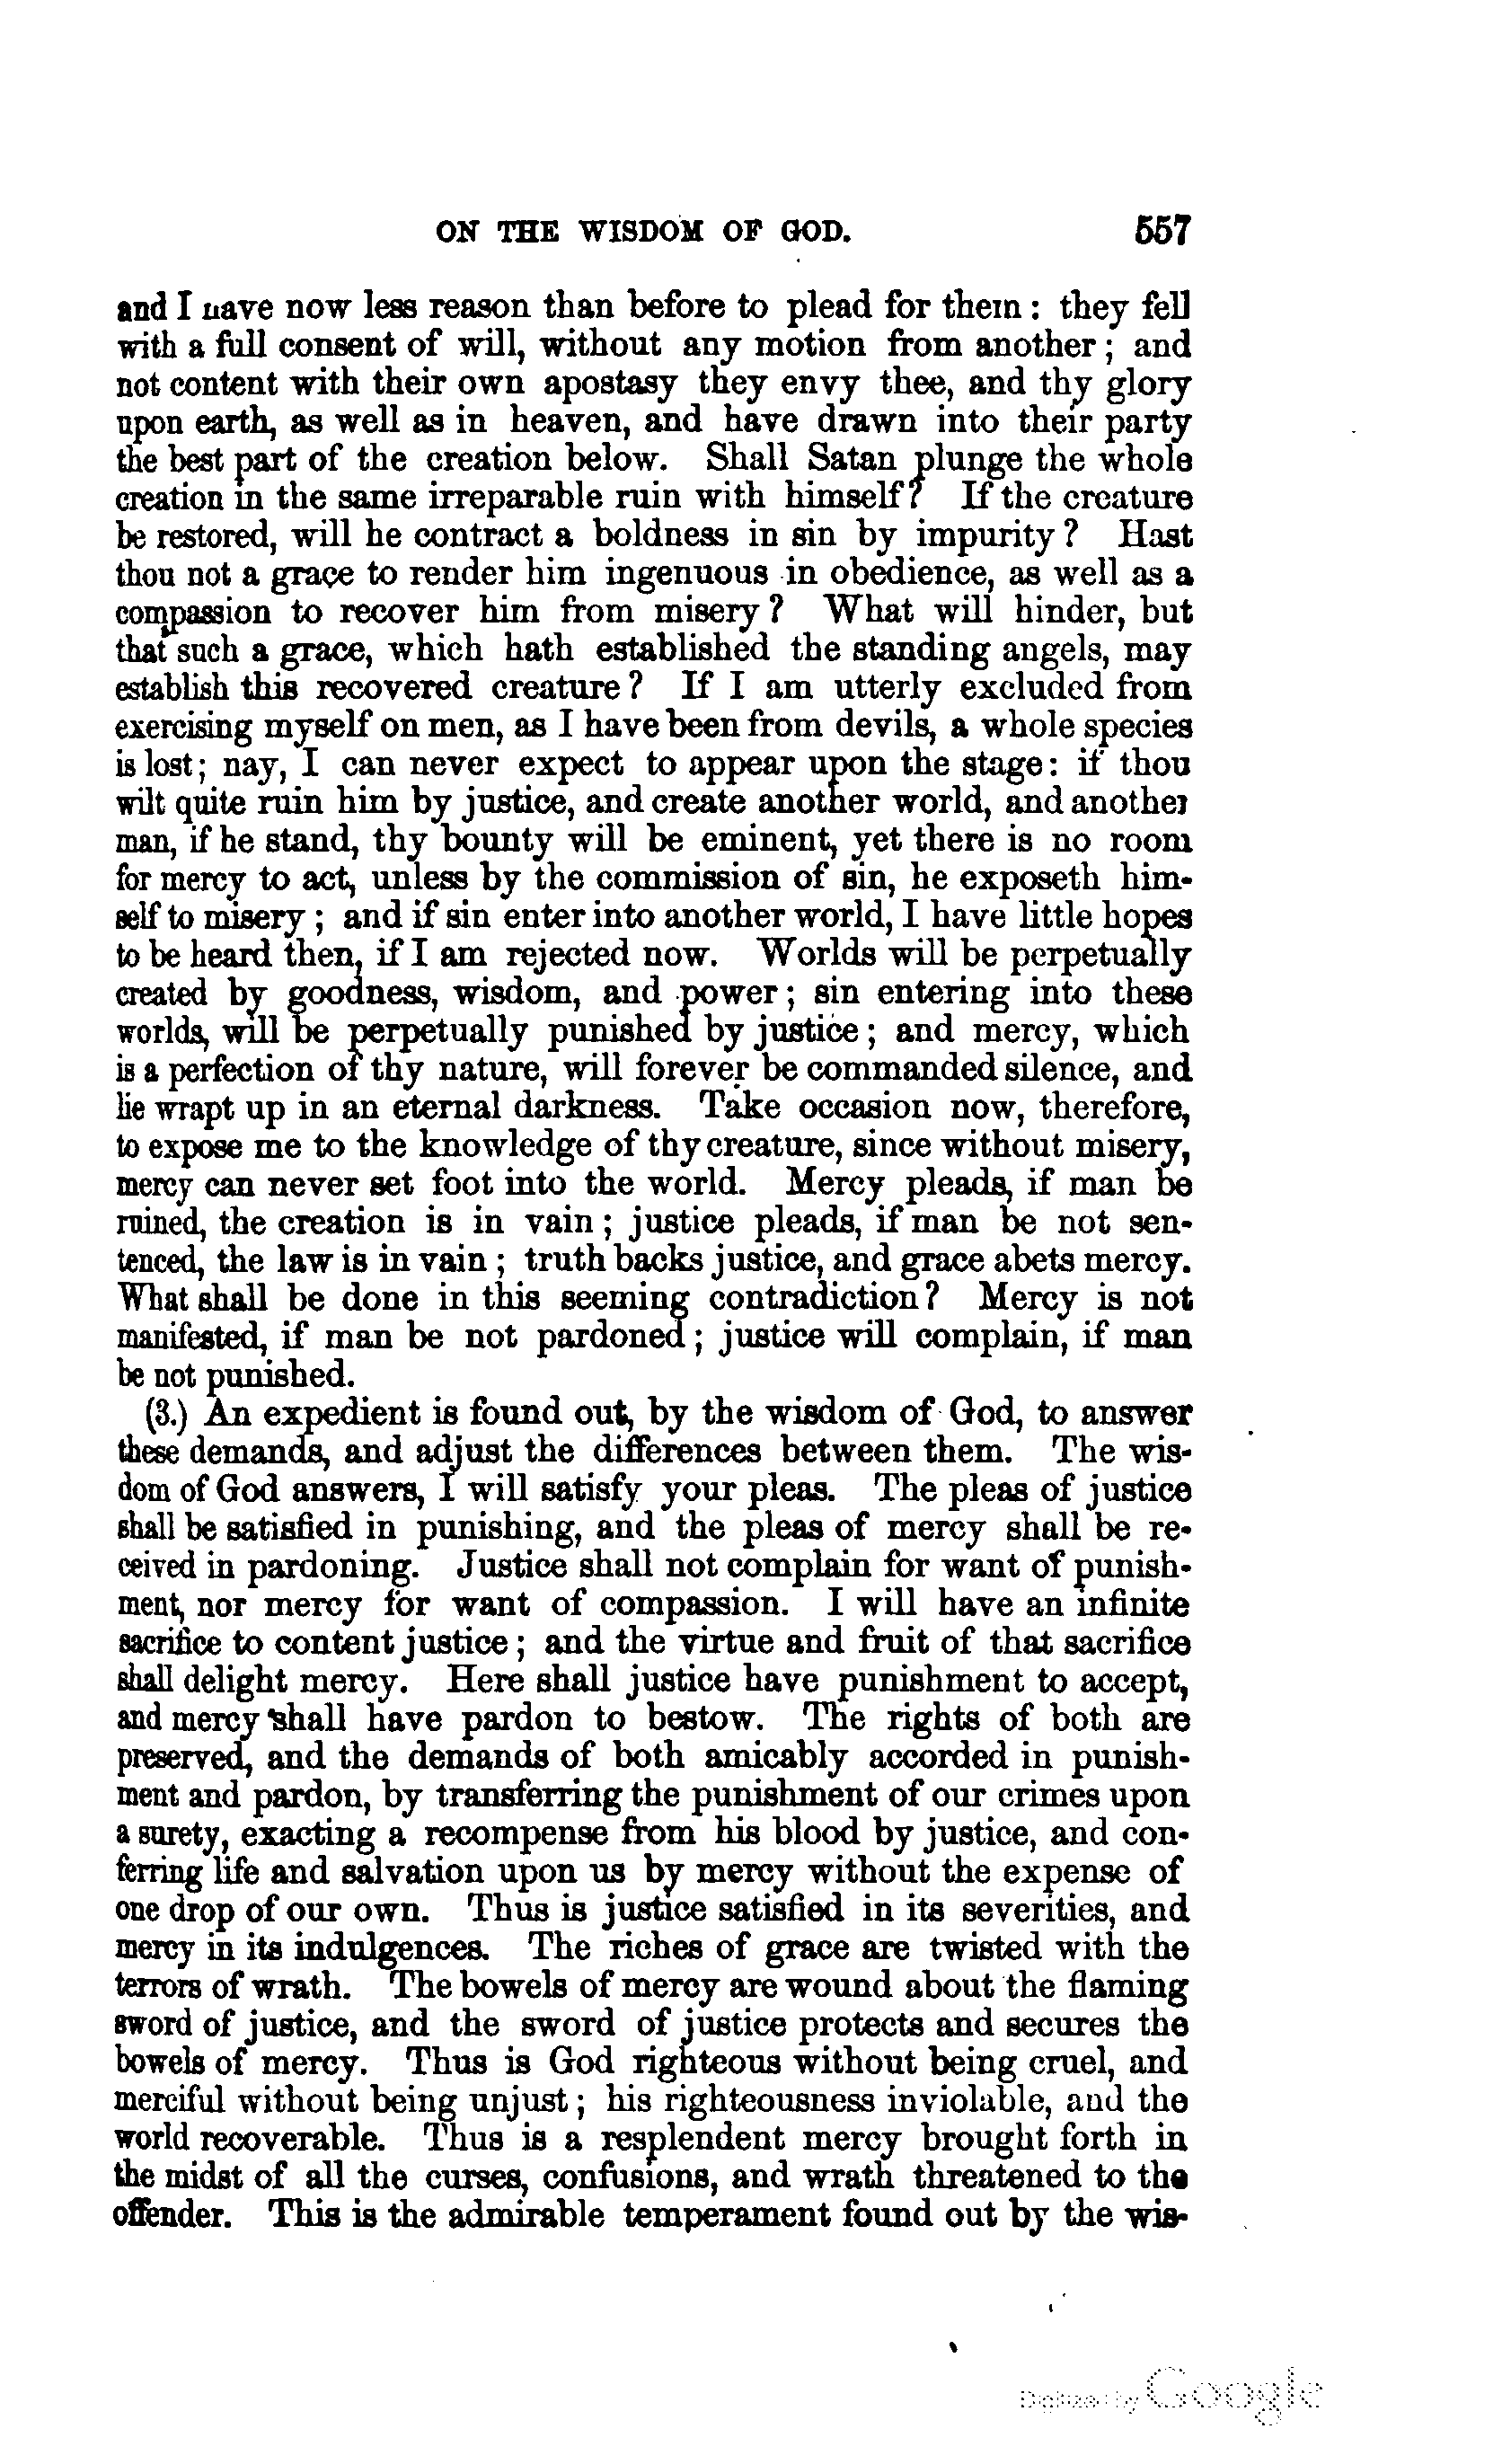 ON THE WISDOM OF GOD. 557
and I have now less reason than before to plead for them : they fell
with a full consent of will, without any motion from another ; and
not content with their own apostasy they envy thee, and thy glory
upon earth, as well as in heaven, and have drawn into their party
the best part of the creation below. Shall Satan plunge the whole
creation in the same irreparable ruin with himself? If the creature
be restored, will he contract a boldness in sin by impurity ? Hast
thou not a grace to render him ingenuous in obedience, as well as a
compassion to recover him from misery ? What will hinder, but
that such a grace, which hath established the standing angels, may
establish this recovered creature ? If I am utterly excluded from
exercising myself on men, as I have been from devils, a whole species
is lost ; nay, I can never expect to appear upon the stage : if thou
wilt quite ruin him by justice, and create another world, and another
man, if he stand, thy bounty will be eminent, yet there is no room
for mercy to act, unless by the commission of sin, he exposeth him-
self to misery ; and if sin enter into another world, I have little hopes
to be heard then, if I am rejected now. Worlds will be perpetually
created by goodness, wisdom, and power ; sin entering into these
worlds, will be perpetually punished by justice ; and mercy, which
is a perfection of thy nature, will forever be commanded silence, and
lie wrapt up in an eternal darkness. Take occasion now, therefore,
to expose me to the knowledge of thy creature, since without misery,
mercy can never set foot into the world. Mercy pleads, if man be
ruined, the creation is in vain ; justice pleads, if man be not sen-
tenced, the law is in vain ; truth backs justice, and grace abets mercy.
What shall be done in this seeming contradiction ? Mercy is not
manifested, if man be not pardoned ; justice will complain, if man
be not punished.
(3.) An expedient is found out, by the wisdom of God, to answer
these demands, and adjust the differences between them. The wis-
dom of God answers, I will satisfy your pleas. The pleas of justice
shall be satisfied in punishing, and the pleas of mercy shall be re-
ceived in pardoning. Justice shall not complain for want of punish-
ment, nor mercy for want of compassion. I will have an infinite
sacrifice to content justice ; and the virtue and fruit of that sacrifice
shall delight mercy. Here shall justice have punishment to accept,
and mercy shall have pardon to bestow. The rights of both are
preserved, and the demands of both amicably accorded in punish-
ment and pardon, by transferring the punishment of our crimes upon
a surety, exacting a recompense from his blood by justice, and con-
ferring life and salvation upon us by mercy without the expense of
one drop of our own. Thus is justice satisfied in its severities, and
mercy in its indulgences. The riches of grace are twisted with the
terrors of wrath. The bowels of mercy are wound about the flaming
sword of justice, and the sword of justice protects and secures the
bowels of mercy. Thus is God righteous without being cruel, and
merciful without being unjust ; his righteousness inviolable, and the
world recoverable. Thus is a resplendent mercy brought forth in
the midst of all the curses, confusions, and wrath threatened to the
offender. This is the admirable temperament found out by the wis-
Digitized by Google